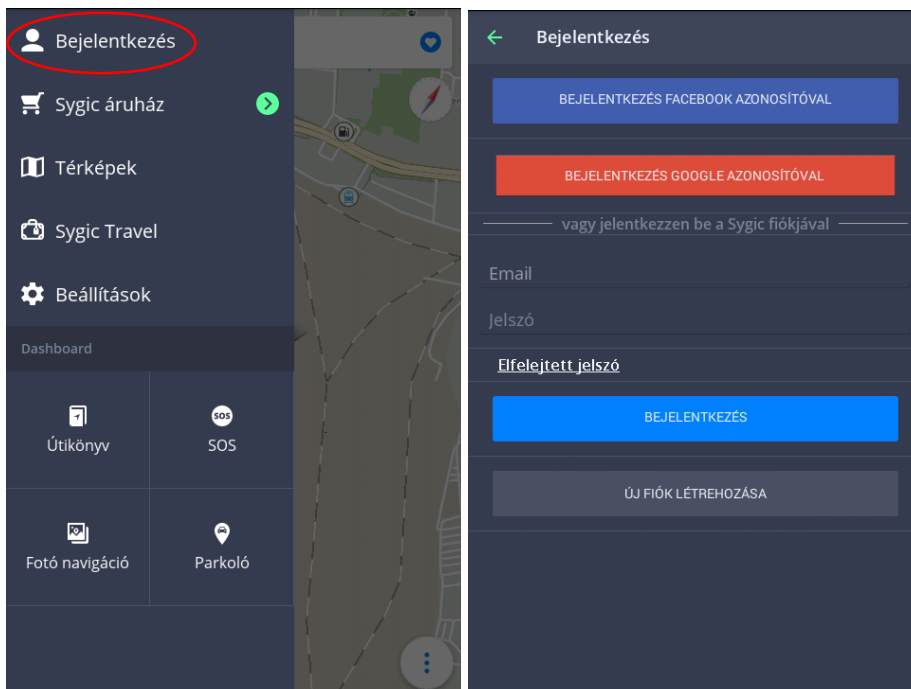 Bejelentkezés
Sygic áruház
Térképek
Sygic Travel
Beállítások
Dashboard
Útikönyv
SOS
SOS
Fotó navigáció
Parkoló
Bejelentkezés
BEJELENTKEZÉS FACEBOOK AZONOSÍTÓVAL
BEJELENTKEZÉS GOOGLE AZONOSÍTÓVAL
vagy jelentkezzen be a Sygic fiókjával
Email
Jelszó
Elfelejtett jelszó
BEJELENTKEZÉS
ÚJ FIÓK LÉTREHOZÁSA